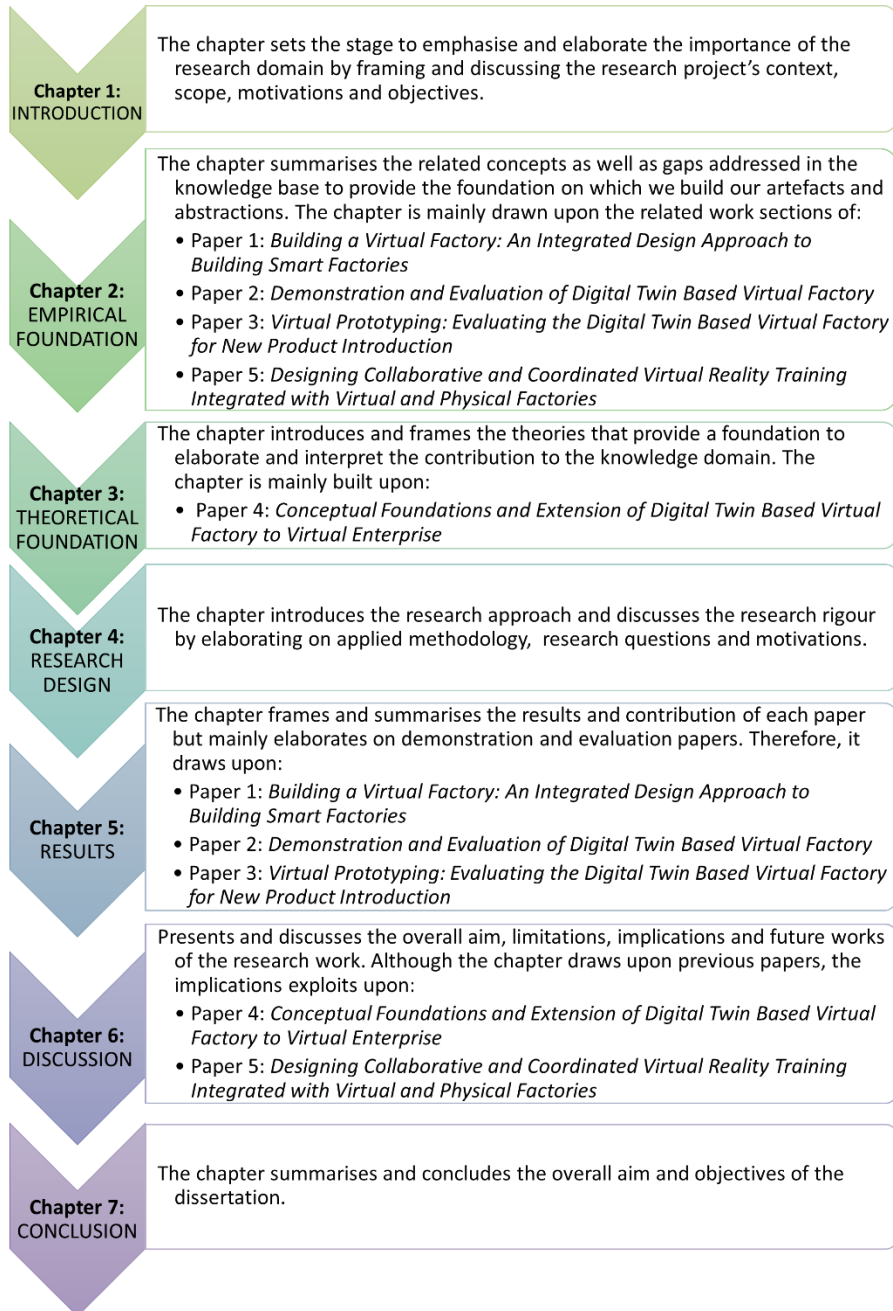 Chapter 1:
INTRODUCTION
The chapter sets the stage to emphasise and elaborate the importance of the
research domain by framing and discussing the research project’s context,
scope, motivations and objectives.
Chapter 2:
EMPIRICAL
FOUNDATION
The chapter summarises the related concepts as well as gaps addressed in the
knowledge base to provide the foundation on which we build our artefacts and
abstractions. The chapter is mainly drawn upon the related work sections of:
• Paper 1: Building a Virtual Factory: An Integrated Design Approach to
Building Smart Factories
• Paper 2: Demonstration and Evaluation of Digital Twin Based Virtual Factory
• Paper 3: Virtual Prototyping: Evaluating the Digital Twin Based Virtual Factory
for New Product Introduction
• Paper 5: Designing Collaborative and Coordinated Virtual Reality Training
Integrated with Virtual and Physical Factories
Chapter 3:
THEORETICAL
FOUNDATION
The chapter introduces and frames the theories that provide a foundation to
elaborate and interpret the contribution to the knowledge domain. The
chapter is mainly built upon:
• Paper 4: Conceptual Foundations and Extension of Digital Twin Based Virtual
Factory to Virtual Enterprise
Chapter 4:
RESEARCH
DESIGN
The chapter introduces the research approach and discusses the research rigour
by elaborating on applied methodology, research questions and motivations.
Chapter 5:
RESULTS
The chapter frames and summarises the results and contribution of each paper
but mainly elaborates on demonstration and evaluation papers. Therefore, it
draws upon:
• Paper 1: Building a Virtual Factory: An Integrated Design Approach to
Building Smart Factories
• Paper 2: Demonstration and Evaluation of Digital Twin Based Virtual Factory
• Paper 3: Virtual Prototyping: Evaluating the Digital Twin Based Virtual Factory
for New Product Introduction
Chapter 6:
DISCUSSION
Presents and discusses the overall aim, limitations, implications and future works
of the research work. Although the chapter draws upon previous papers, the
implications exploits upon:
• Paper 4: Conceptual Foundations and Extension of Digital Twin Based Virtual
Factory to Virtual Enterprise
• Paper 5: Designing Collaborative and Coordinated Virtual Reality Training
Integrated with Virtual and Physical Factories
Chapter 7:
CONCLUSION
The chapter summarises and concludes the overall aim and objectives of the
dissertation.